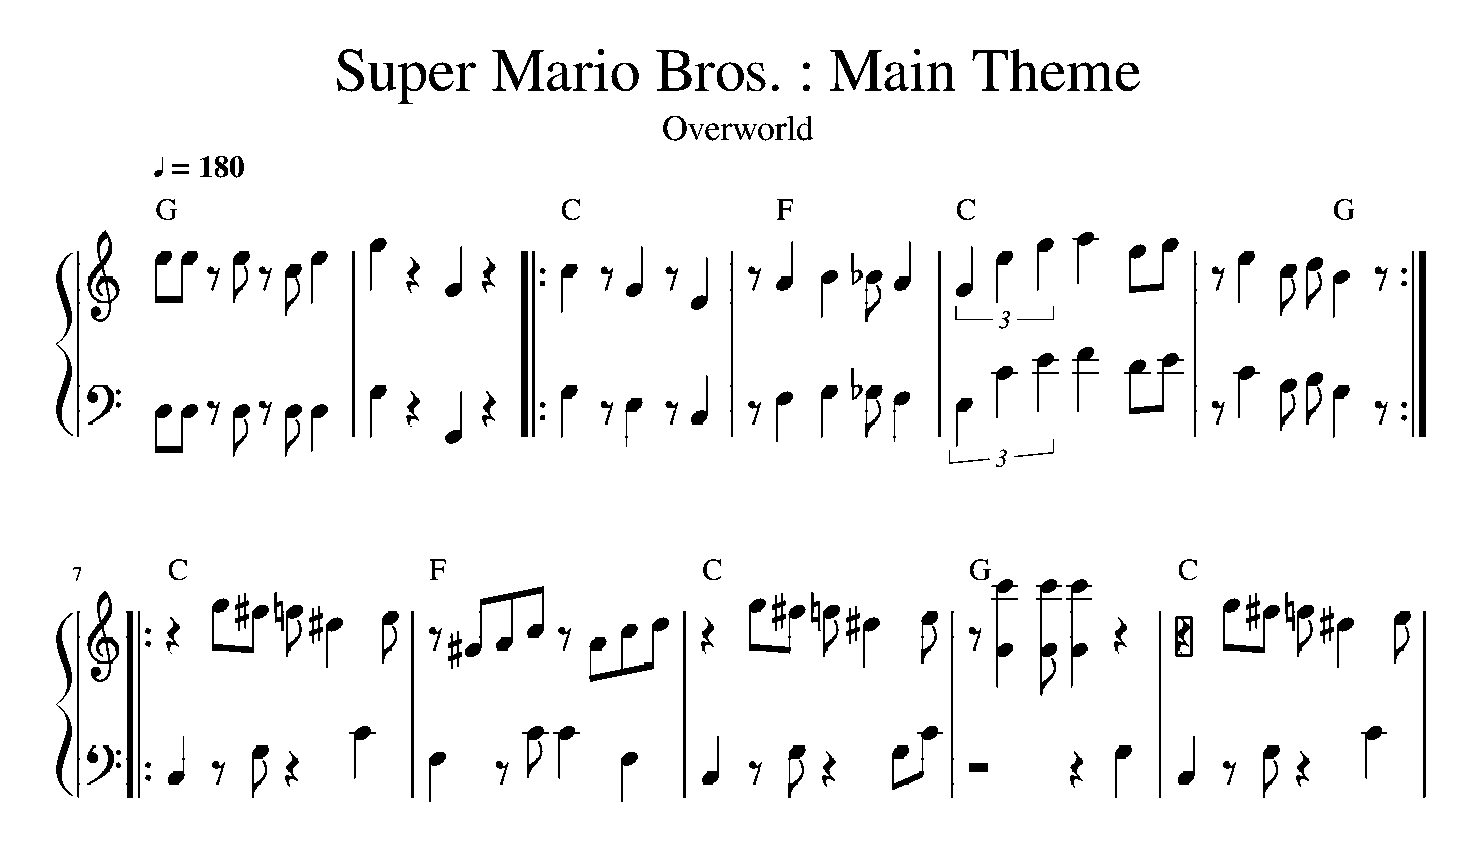 Super Mario Bros. : Main Theme
Overworld
♩ = 180
G C F C G
3
3
7 C F C G C